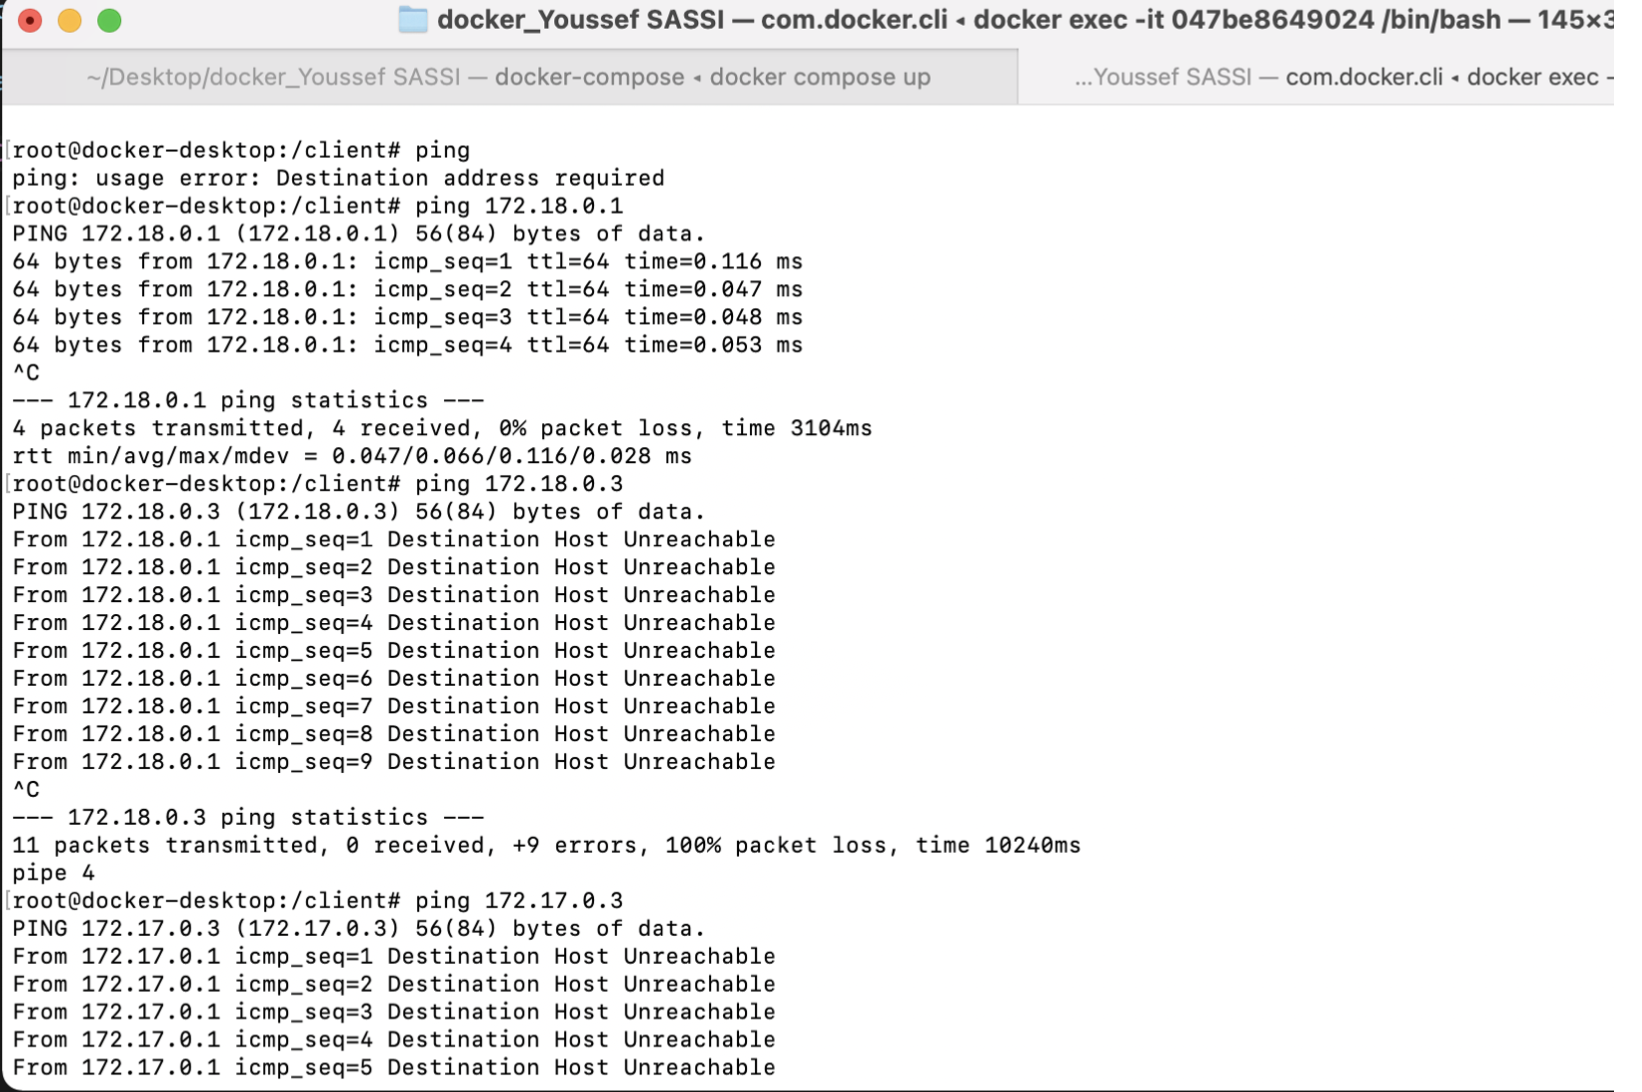 docker_Youssef SASSI — com.docker.cli ◂ docker exec -it 047be8649024 /bin/bash — 145×3
~/Desktop/docker_Youssef SASSI — docker-compose ◂ docker compose up
...Youssef SASSI — com.docker.cli ◂ docker exec -
[root@docker-desktop:/client# ping
ping: usage error: Destination address required
[root@docker-desktop:/client# ping 172.18.0.1
PING 172.18.0.1 (172.18.0.1) 56(84) bytes of data.
64 bytes from 172.18.0.1: icmp_seq=1 ttl=64 time=0.116 ms
64 bytes from 172.18.0.1: icmp_seq=2 ttl=64 time=0.047 ms
64 bytes from 172.18.0.1: icmp_seq=3 ttl=64 time=0.048 ms
64 bytes from 172.18.0.1: icmp_seq=4 ttl=64 time=0.053 ms
^C
--- 172.18.0.1 ping statistics ---
4 packets transmitted, 4 received, 0% packet loss, time 3104ms
rtt min/avg/max/mdev = 0.047/0.066/0.116/0.028 ms
[root@docker-desktop:/client# ping 172.18.0.3
PING 172.18.0.3 (172.18.0.3) 56(84) bytes of data.
From 172.18.0.1 icmp_seq=1 Destination Host Unreachable
From 172.18.0.1 icmp_seq=2 Destination Host Unreachable
From 172.18.0.1 icmp_seq=3 Destination Host Unreachable
From 172.18.0.1 icmp_seq=4 Destination Host Unreachable
From 172.18.0.1 icmp_seq=5 Destination Host Unreachable
From 172.18.0.1 icmp_seq=6 Destination Host Unreachable
From 172.18.0.1 icmp_seq=7 Destination Host Unreachable
From 172.18.0.1 icmp_seq=8 Destination Host Unreachable
From 172.18.0.1 icmp_seq=9 Destination Host Unreachable
^C
--- 172.18.0.3 ping statistics ---
11 packets transmitted, 0 received, +9 errors, 100% packet loss, time 10240ms
pipe 4
[root@docker-desktop:/client# ping 172.17.0.3
PING 172.17.0.3 (172.17.0.3) 56(84) bytes of data.
From 172.17.0.1 icmp_seq=1 Destination Host Unreachable
From 172.17.0.1 icmp_seq=2 Destination Host Unreachable
From 172.17.0.1 icmp_seq=3 Destination Host Unreachable
From 172.17.0.1 icmp_seq=4 Destination Host Unreachable
From 172.17.0.1 icmp_seq=5 Destination Host Unreachable